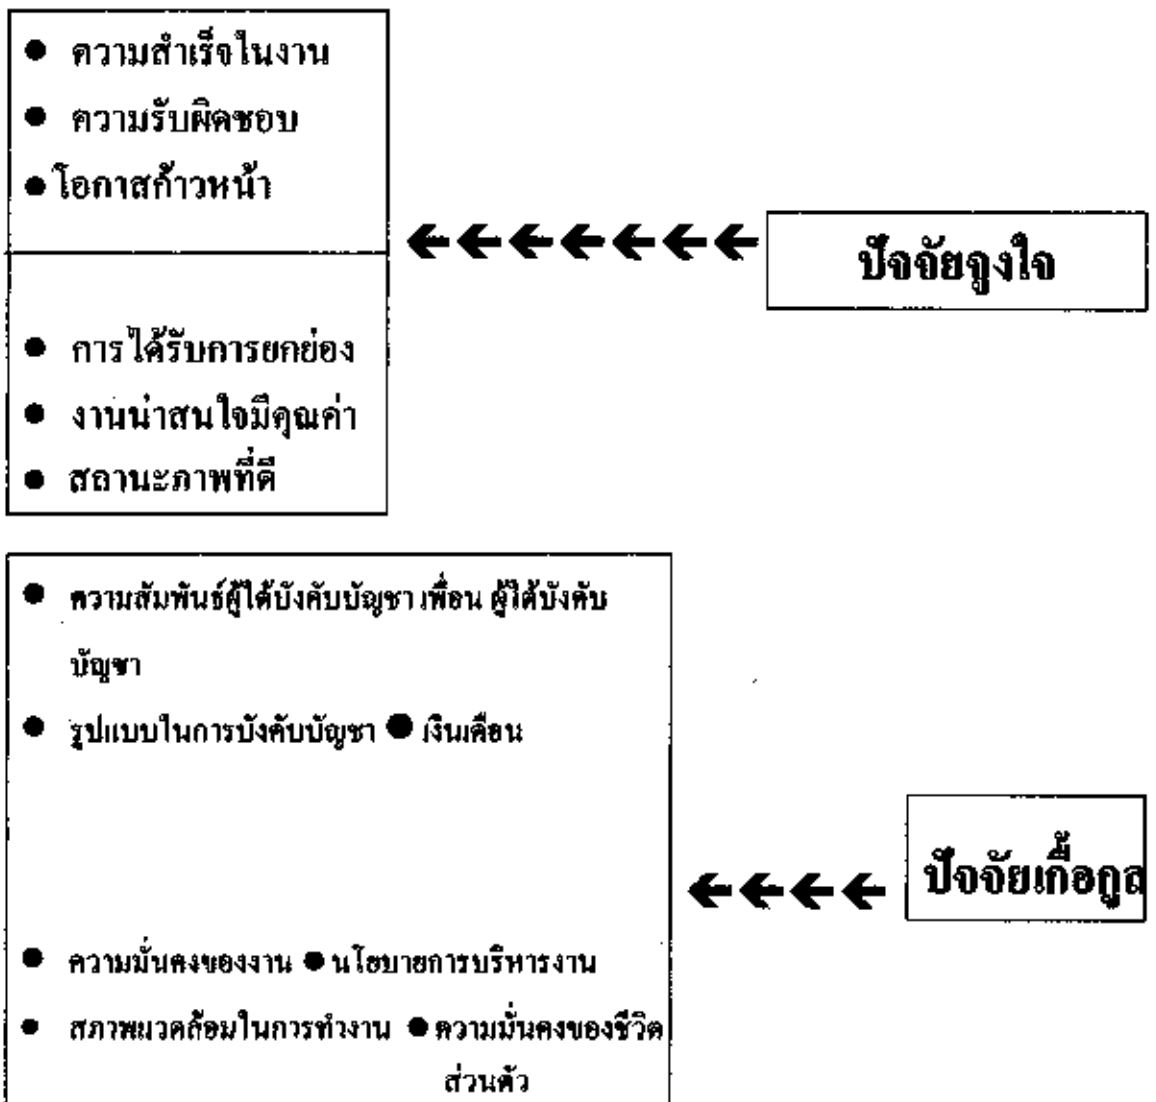 ● ความสำเร็จในงาน
● ความรับผิดชอบ
● โอกาสก้าวหน้า
ปัจจัยจูงใจ
● การได้รับการยกย่อง
● งานน่าสนใจมีคุณค่า
● สถานะภาพที่ดี
● ความสัมพันธ์ผู้ใต้บังคับบัญชา เพื่อน ผู้ใต้บังคับ
บัญชา
● รูปแบบในการบังคับบัญชา ● เงินเดือน
ปัจจัยเกื้อกูล
● ความมั่นคงของงาน ● นโยบายการบริหารงาน
● สภาพแวดล้อมในการทำงาน ● ความมั่นคงของชีวิต
ส่วนตัว